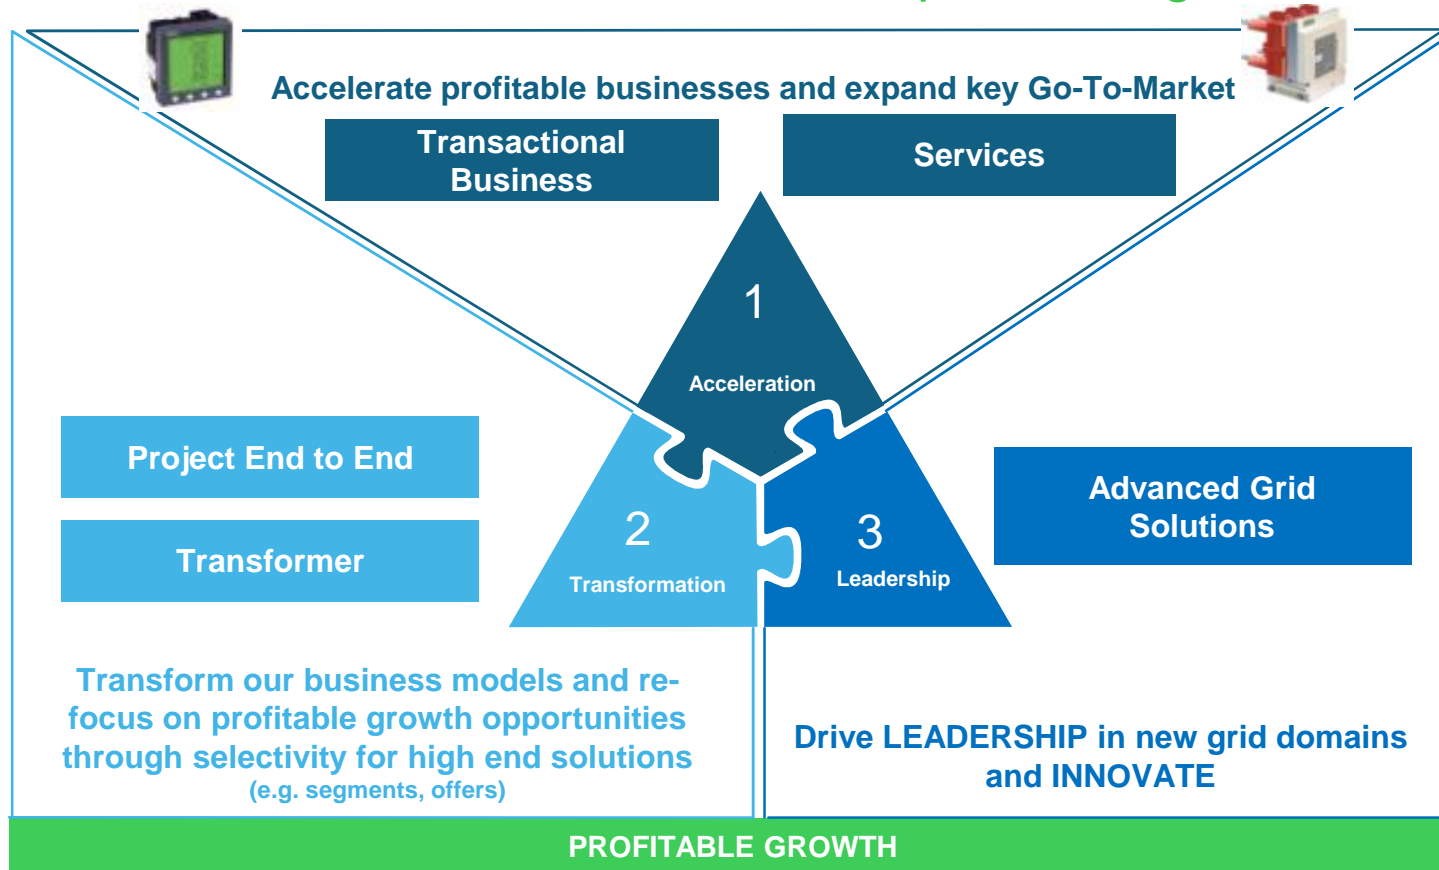 Accelerate profitable businesses and expand key Go-To-Market
Transactional
Business
Services
1
Acceleration
Project End to End
Transformer
2
Transformation
3
Leadership
Advanced Grid
Solutions
Transform our business models and re-
focus on profitable growth opportunities
through selectivity for high end solutions
(e.g. segments, offers)
Drive LEADERSHIP in new grid domains
and INNOVATE
PROFITABLE GROWTH